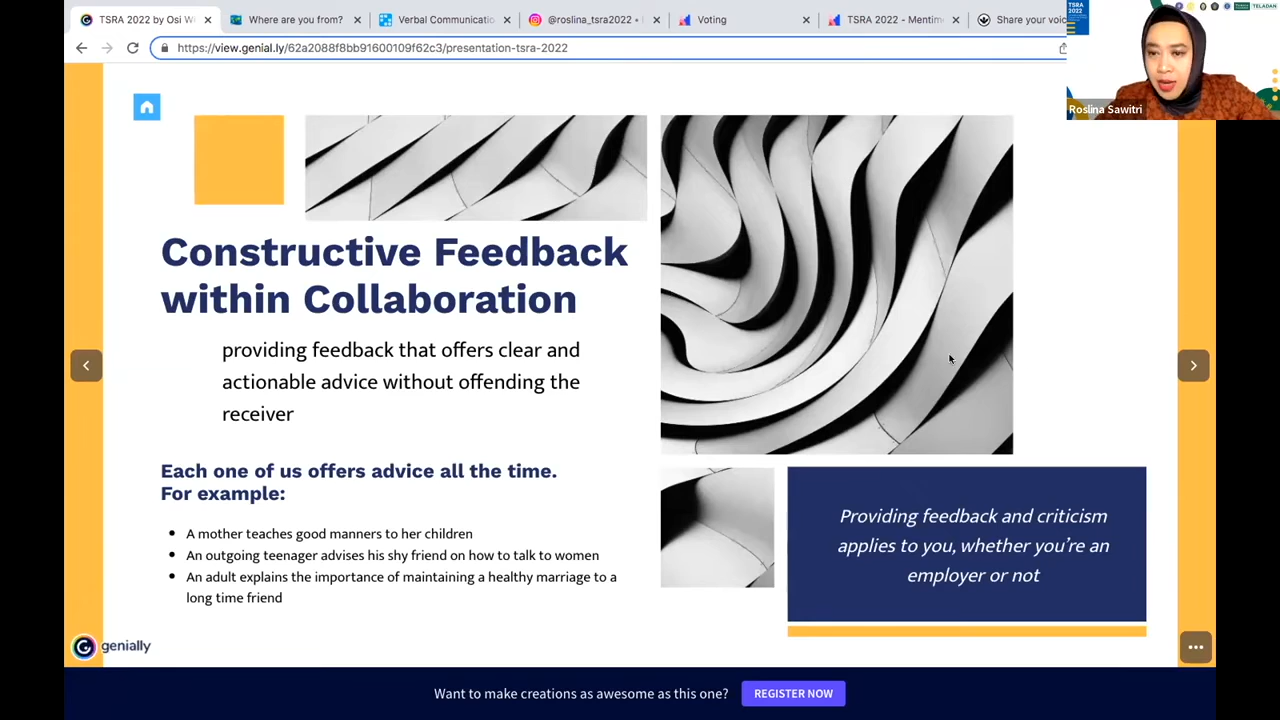 TSRA 2022 by Osi Wi
Where are you from?
Verbal Communicatio
@roslina_tsra2022 •
Voting
TSRA 2022 - Mentime
Share your voic
https://view.genial.ly/62a2088f8bb91600109f62c3/presentation-tsra-2022
TSRA
2022
TELADAN
Roslina Sawitri
Constructive Feedback
within Collaboration
providing feedback that offers clear and
actionable advice without offending the
receiver
Each one of us offers advice all the time.
For example:
• A mother teaches good manners to her children
• An outgoing teenager advises his shy friend on how to talk to women
• An adult explains the importance of maintaining a healthy marriage to a
long time friend
Providing feedback and criticism
applies to you, whether you're an
employer or not
genially
Want to make creations as awesome as this one?
REGISTER NOW